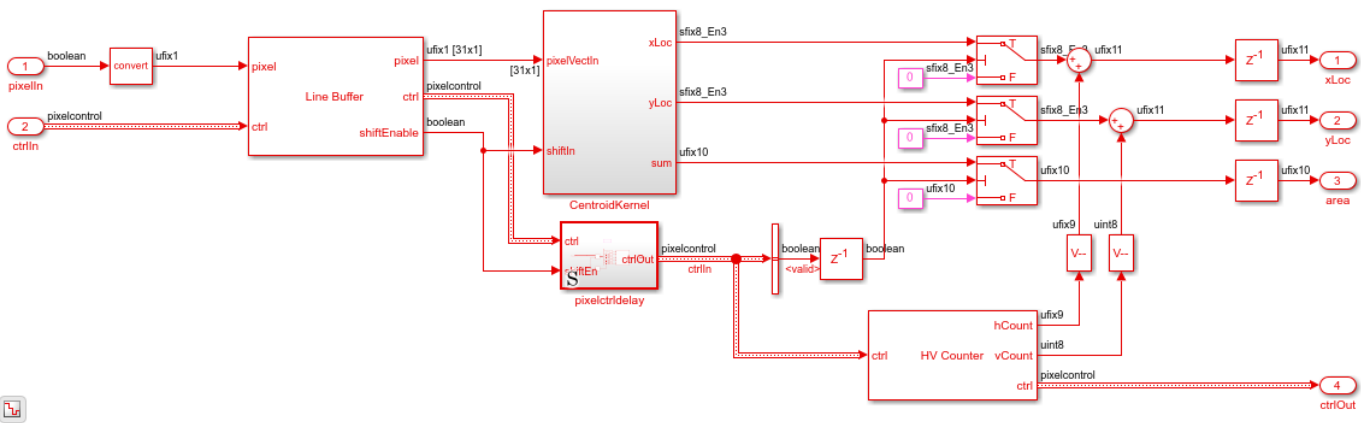 boolean
1
pixelIn
convert
ufix1
pixelcontrol
2
ctrlIn
pixel
ctrl
Line Buffer
pixel
ctrl
shiftEnable
ufix1 [31x1]
pixelcontrol
boolean
[31x1]
pixelVectIn
shiftIn
xLoc
yLoc
sum
CentroidKernel
sfix8_En3
sfix8_En3
ufix10
ctrl
shiftEn
S
ctrlOut
pixelctrldelay
pixelcontrol
ctrlIn
boolean
<valid>
z-1
boolean
0
sfix8_En3
T
F
sfix8_En3
0
sfix8_En3
T
F
sfix8_En3
0
ufix10
T
F
ufix10
+
+
ufix11
+
+
ufix11
z-1
ufix11
1
xLoc
z-1
ufix11
2
yLoc
z-1
ufix10
3
area
ufix9
uint8
V--
V--
ctrl
HV Counter
hCount
vCount
ctrl
ufix9
uint8
pixelcontrol
4
ctrlOut